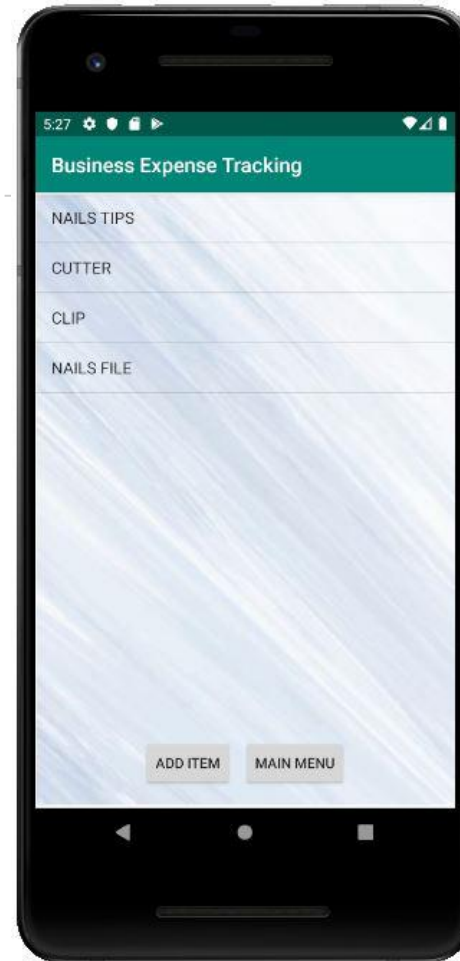 5:27
Business Expense Tracking
NAILS TIPS
CUTTER
CLIP
NAILS FILE
ADD ITEM MAIN MENU